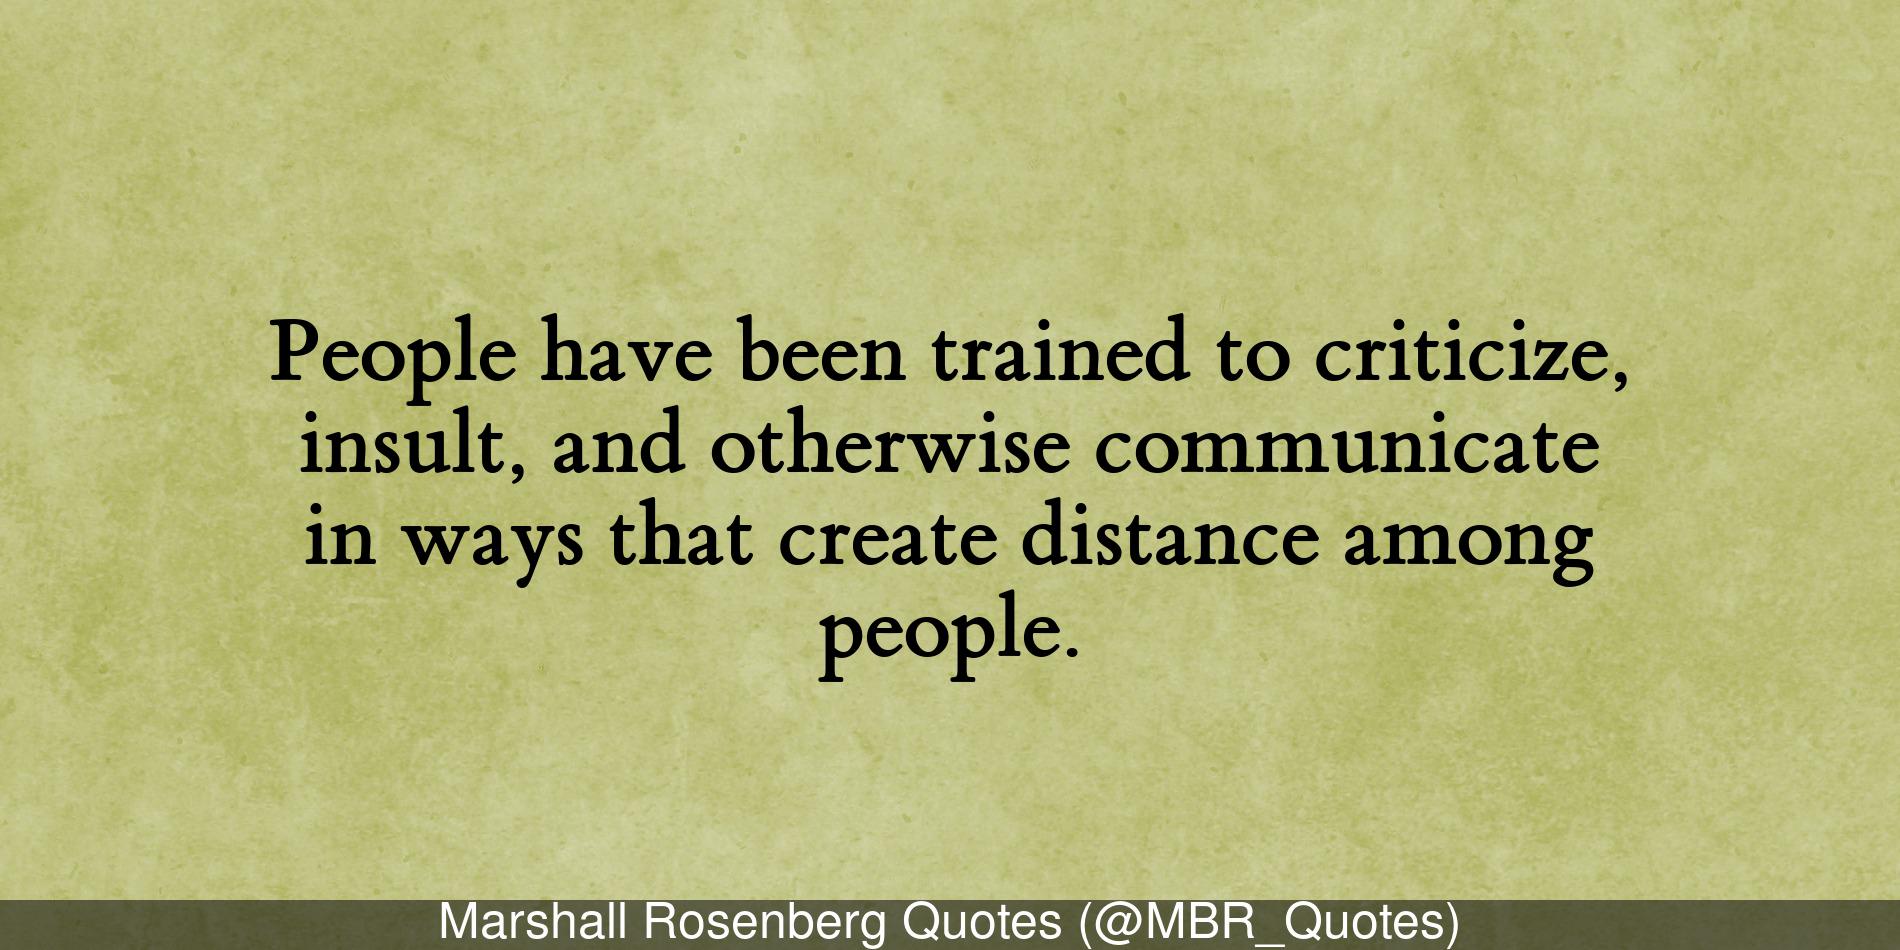 People have been trained to criticize,
insult, and otherwise communicate
in ways that create distance among
people.
Marshall Rosenberg Quotes (@MBR_Quotes)